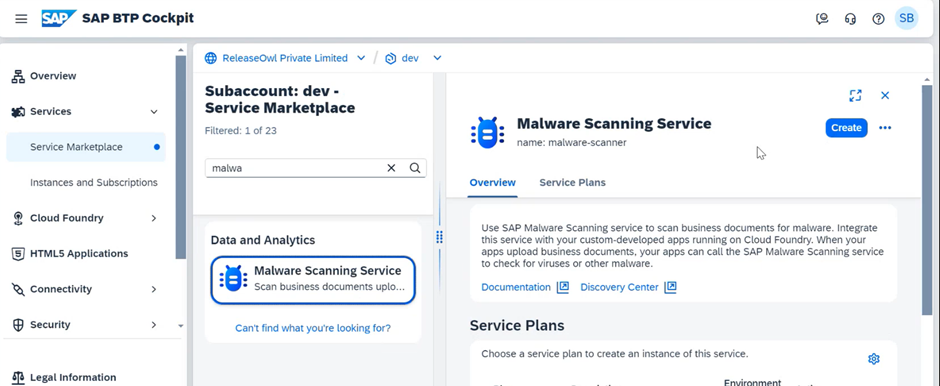 SAP SAP BTP Cockpit
SB
Overview
Services
Service Marketplace
Instances and Subscriptions
Cloud Foundry
HTML5 Applications
Connectivity
Security
Legal Information
ReleaseOwl Private Limited / dev
Subaccount: dev -
Service Marketplace
Filtered: 1 of 23
malwa
Data and Analytics
Malware Scanning Service
Scan business documents uplo...
Can't find what you're looking for?
Malware Scanning Service
name: malware-scanner
Create
Overview Service Plans
Use SAP Malware Scanning service to scan business documents for malware. Integrate
this service with your custom-developed apps running on Cloud Foundry. When your
apps upload business documents, your apps can call the SAP Malware Scanning service
to check for viruses or other malware.
Documentation Discovery Center
Service Plans
Choose a service plan to create an instance of this service.
Environment